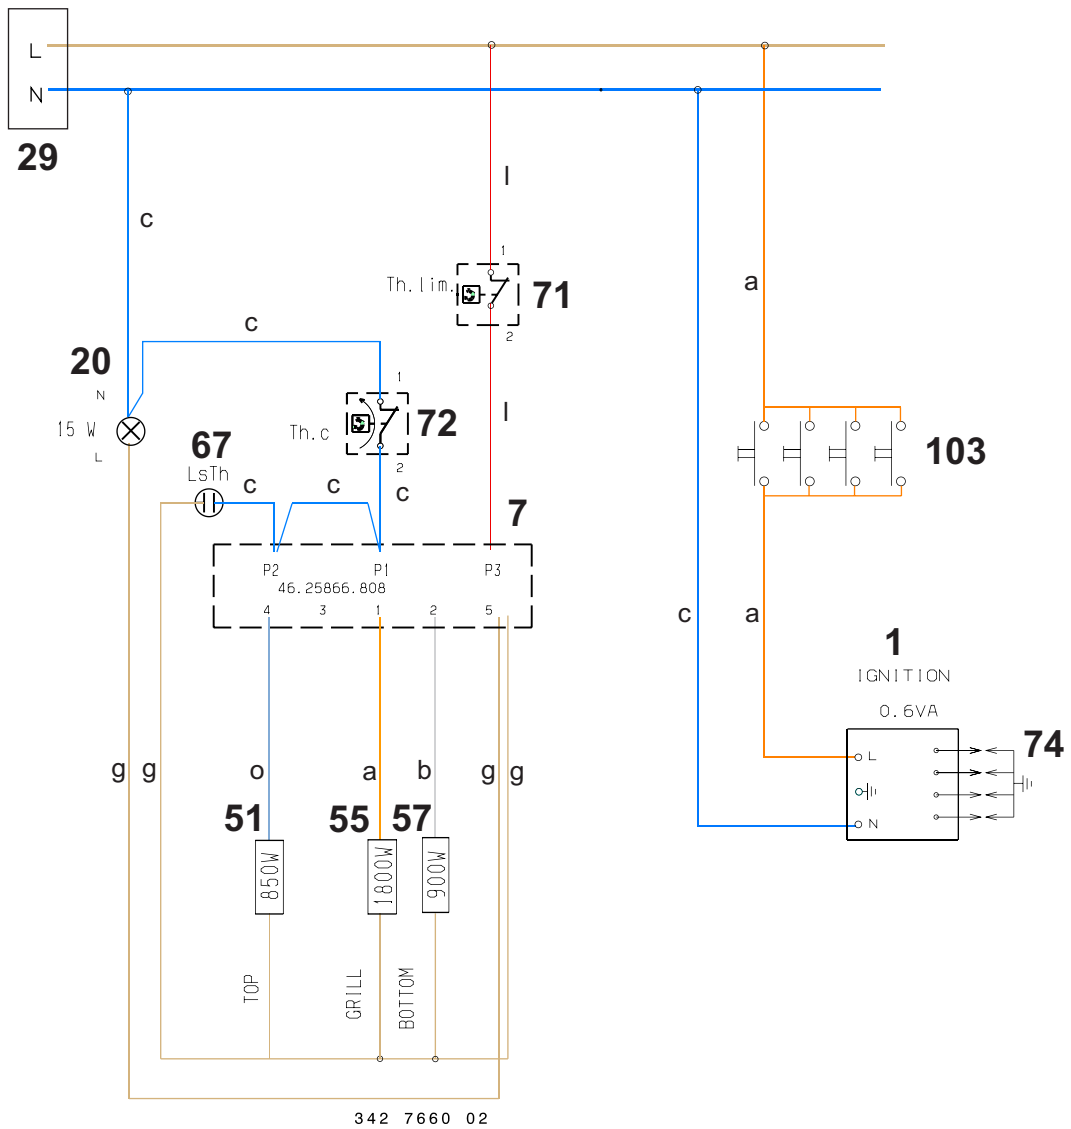 L
N
29
c
l
1
Th.lim.
71
2
a
c
20
N
15 W
L
1
Th.c
72
2
l
67
LsTh
c
c
c
103
7
P2
P1
P3
46.25866.808
4
3
1
2
5
c
a
1
IGNITION
0.6VA
74
L
N
g
g
o
a
b
g
g
51
55
57
850W
1800W
900W
TOP
GRILL
BOTTOM
342 7660 02